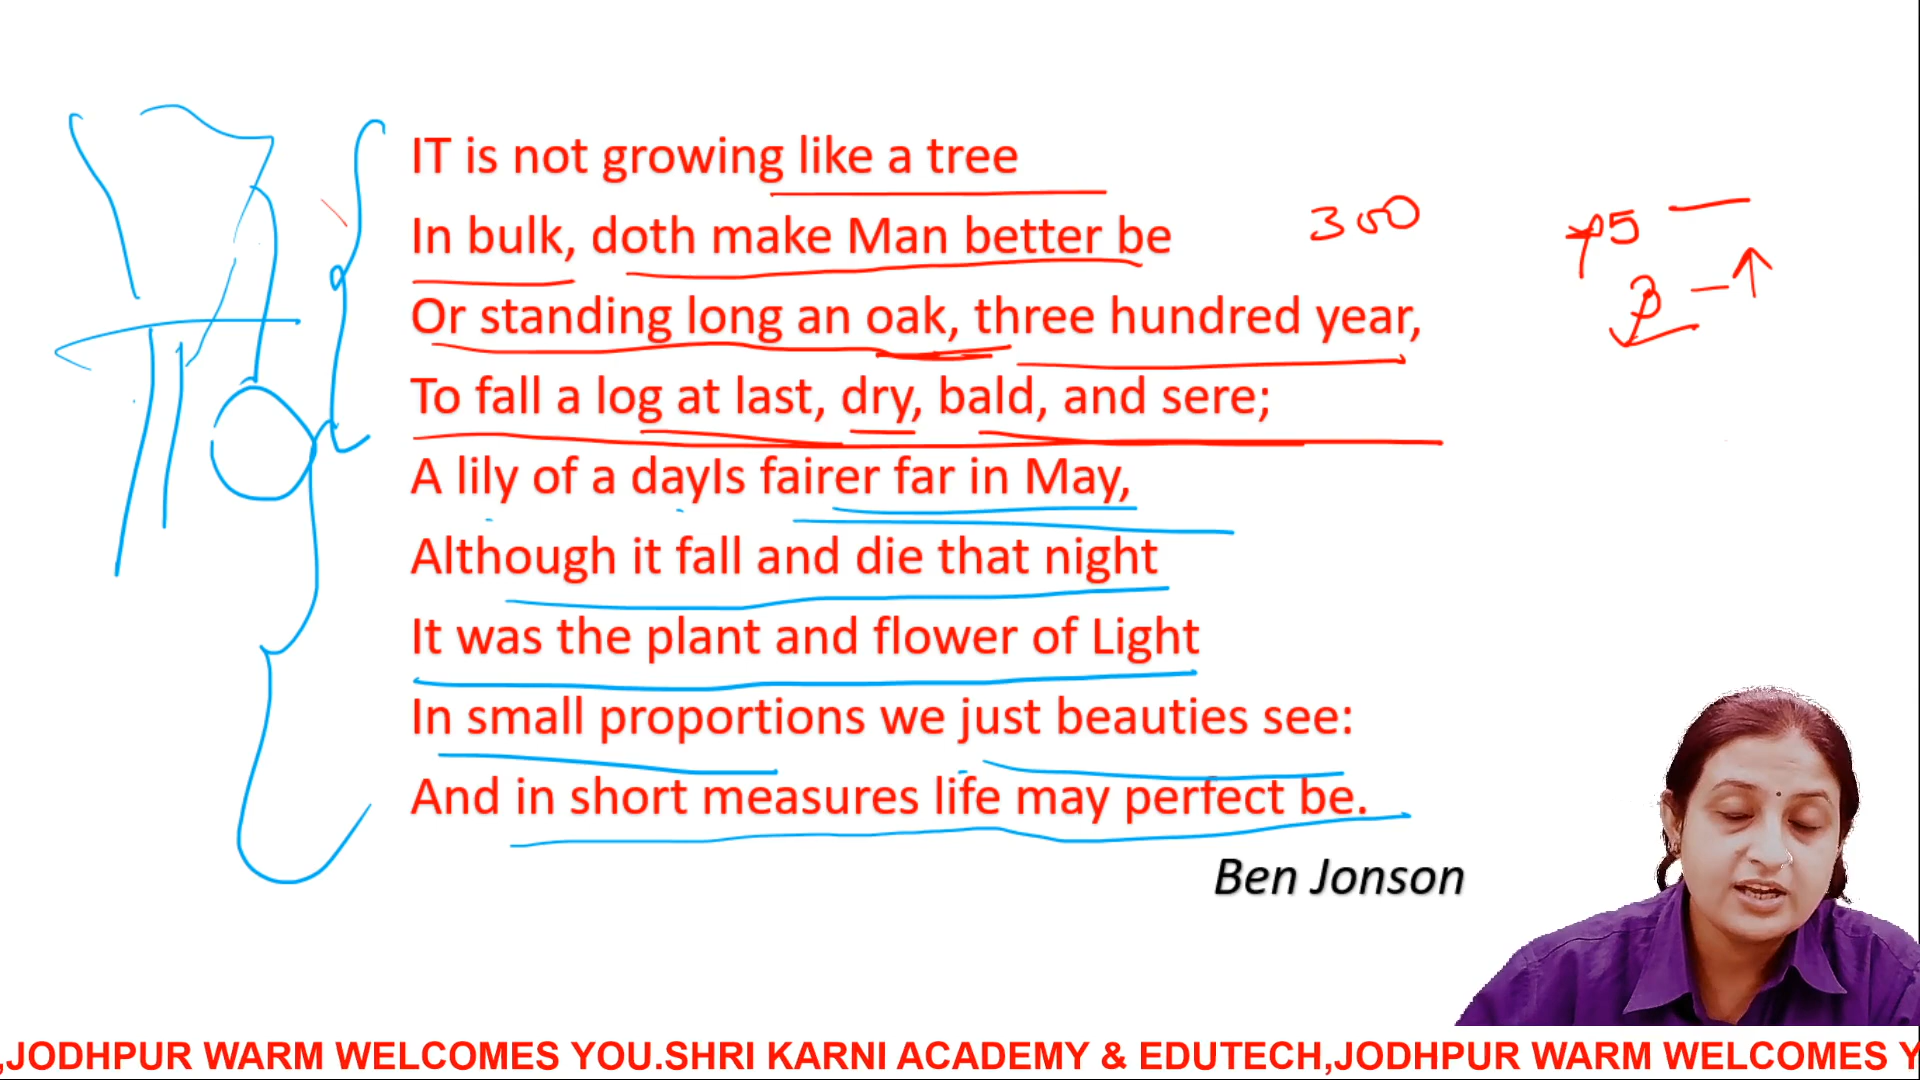 IT is not growing like a tree
In bulk, doth make Man better be
300
Or standing long an oak, three hundred year,
To fall a log at last, dry, bald, and sere;
A lily of a dayIs fairer far in May,
Although it fall and die that night
It was the plant and flower of Light
In small proportions we just beauties see:
And in short measures life may perfect be.
Ben Jonson
,JODHPUR WARM WELCOMES YOU.SHRI KARNI ACADEMY & EDUTECH,JODHPUR WARM WELCOMES Y